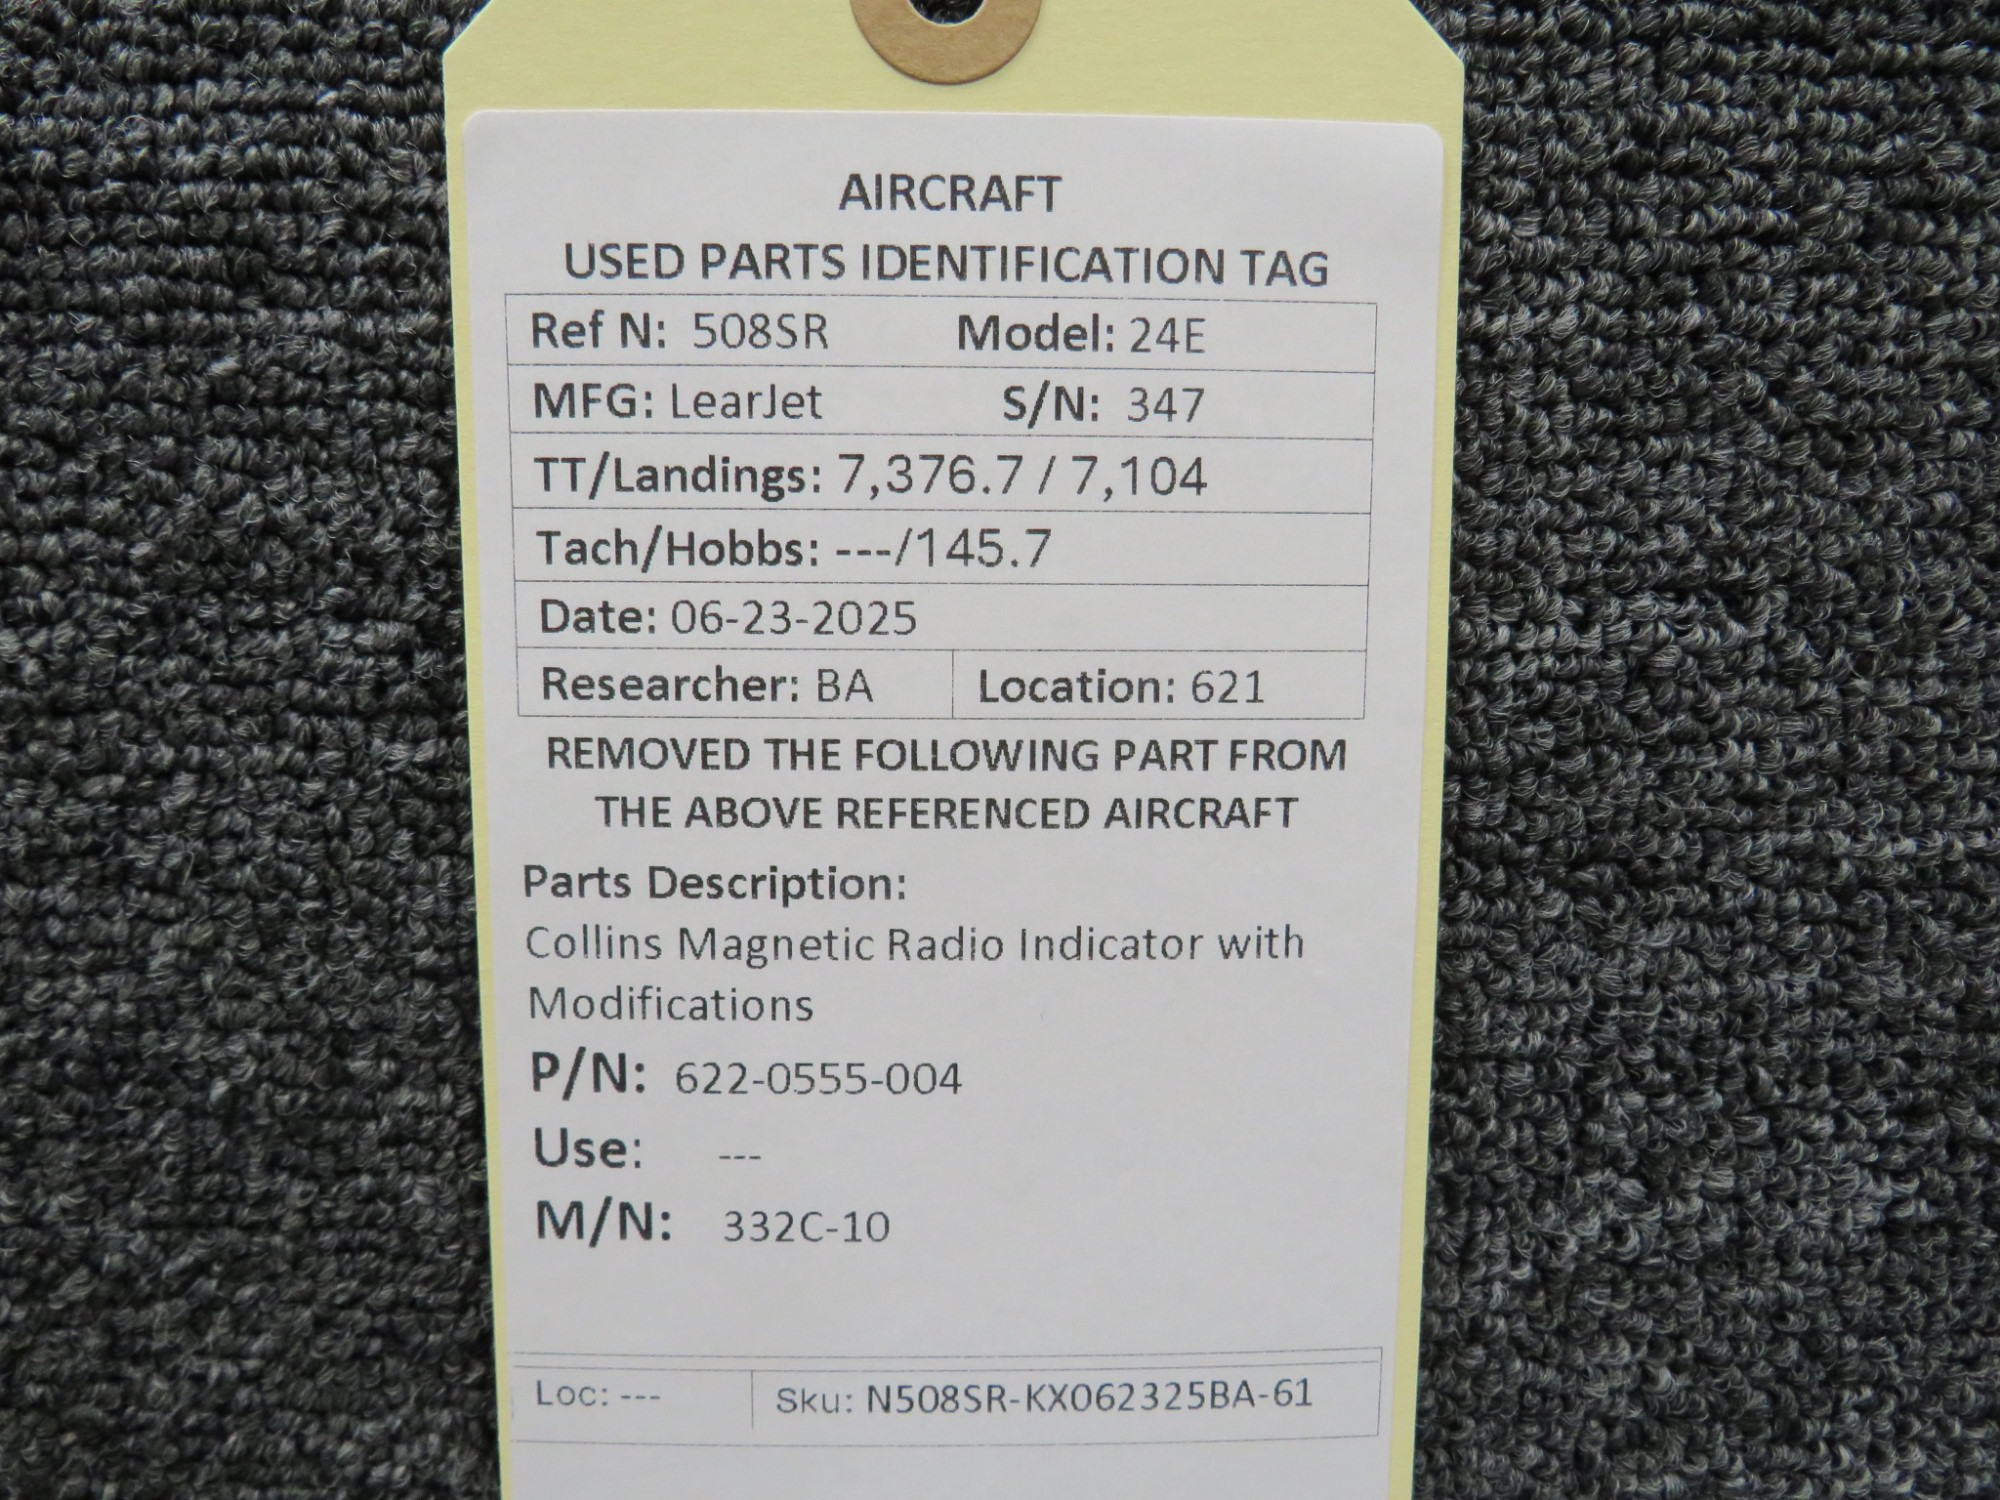 AIRCRAFT
USED PARTS IDENTIFICATION TAG
Ref N: 508SR Model: 24E
MFG: LearJet S/N: 347
TT/Landings: 7,376.7 / 7,104
Tach/Hobbs: ---/145.7
Date: 06-23-2025
Researcher: BA Location: 621
REMOVED THE FOLLOWING PART FROM
THE ABOVE REFERENCED AIRCRAFT
Parts Description:
Collins Magnetic Radio Indicator with
Modifications
P/N: 622-0555-004
Use: ---
M/N: 332C-10
Loc: --- Sku: N508SR-KX062325BA-61